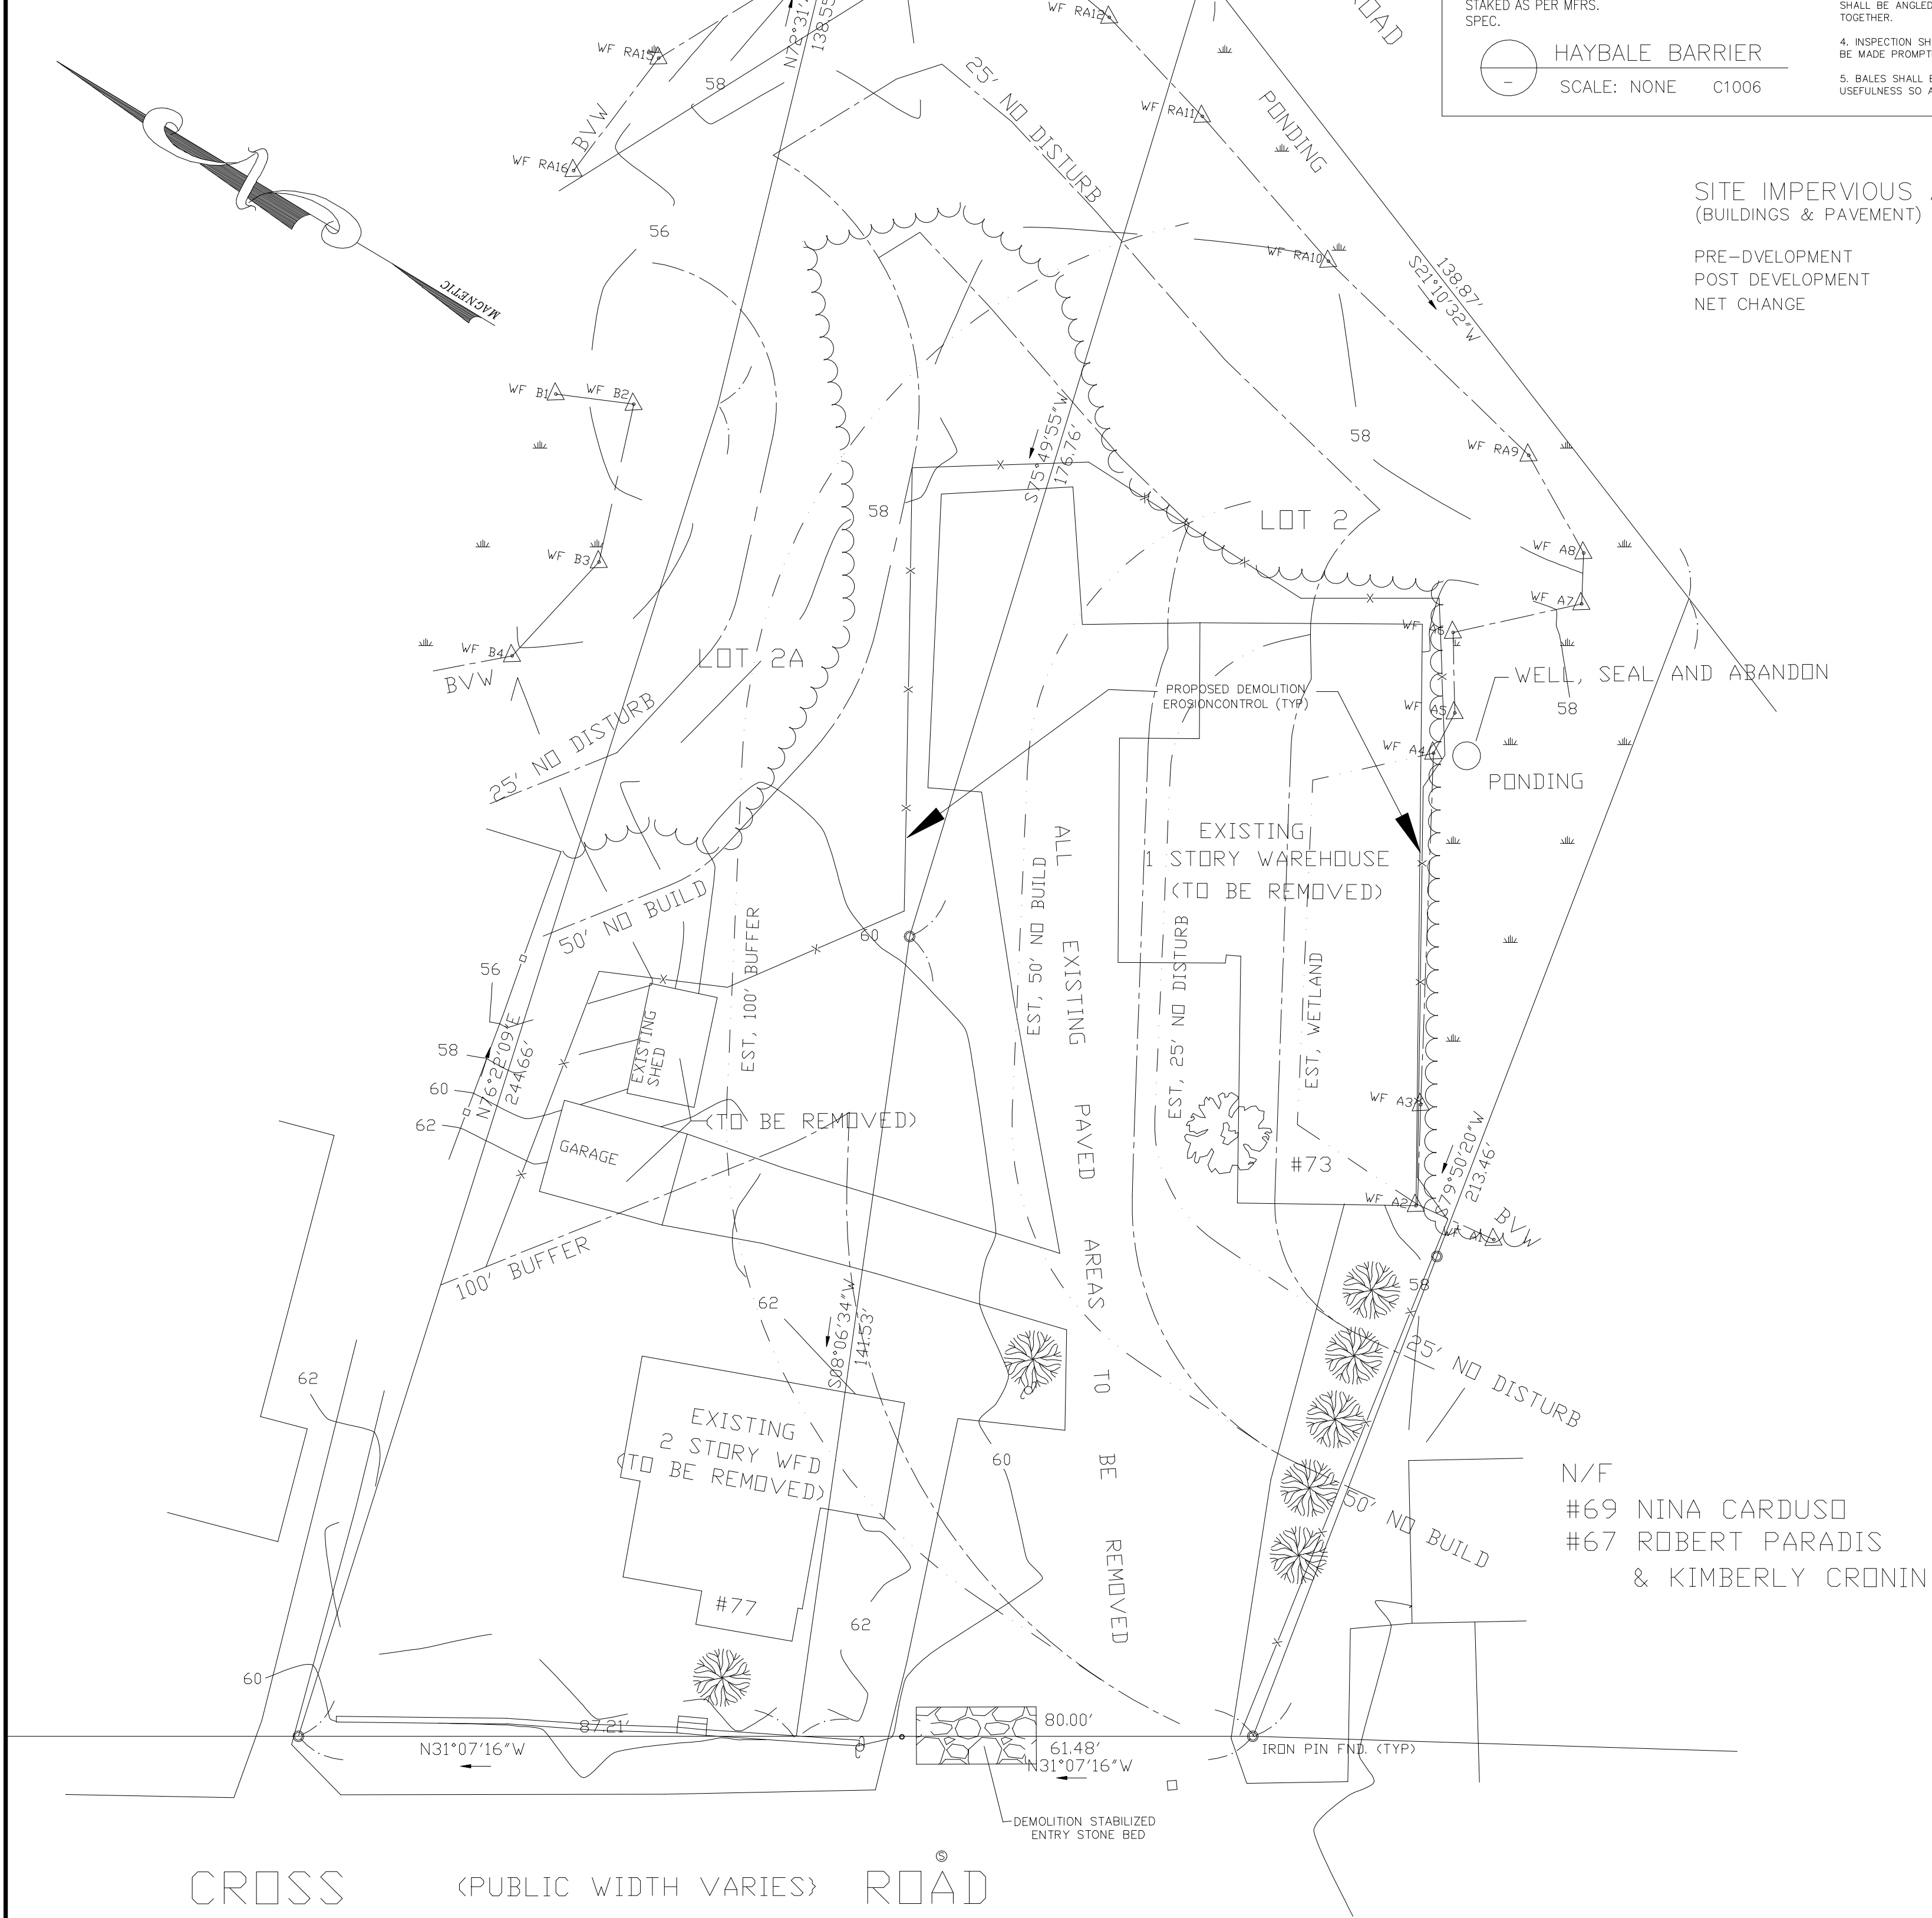 STAKED AS PER MFRS.
SPEC.
HAYBALE BARRIER
-
SCALE: NONE C1006
SHALL BE ANGLED
TOGETHER.
4. INSPECTION SH
BE MADE PROMPT
5. BALES SHALL B
USEFULNESS SO A
SITE IMPERVIOUS
(BUILDINGS & PAVEMENT)
PRE-DVELOPMENT
POST DEVELOPMENT
NET CHANGE
MAGNETIC
WF RA15
WF RA12
58
BVW
WF RA16
25' NO DISTURB
WF RA11
PONDING
56
WF RA10
138.87'
S21°10'32"W
WF B1
WF B2
S75°49'55"W
176.76'
58
WF RA9
58
LOT 2
WF B3
WF A8
WF A7
WF B4
BVW
LOT 2A
WF A6
WELL, SEAL AND ABANDON
PROPOSED DEMOLITION
EROSIONCONTROL (TYP)
25' NO DISTURB
WF A5
58
WF A4
PONDING
ALL EXISTING PAVED AREAS TO BE REMOVED
EXISTING
1 STORY WAREHOUSE
(TO BE REMOVED)
50' NO BUILD
60
EST, 100' BUFFER
EST, 50' NO BUILD
EST, 25' NO DISTURB
EST, WETLAND
56
58
60
62
N76°22'09"E
244.66'
EXISTING
SHED
(TO BE REMOVED)
GARAGE
WF A3
#73
WF A2
S79°50'20"W
213.46'
BVW
WF A1
100' BUFFER
62
S08°06'34"W
141.53'
58
25' NO DISTURB
62
EXISTING
2 STORY WFD
(TO BE REMOVED)
60
50' NO BUILD
N/F
#69 NINA CARDUSO
#67 ROBERT PARADIS
& KIMBERLY CRONIN
#77
62
60
87.21'
N31°07'16"W
80.00'
61.48'
N31°07'16"W
IRON PIN FND. (TYP)
DEMOLITION STABILIZED
ENTRY STONE BED
S
CROSS (PUBLIC WIDTH VARIES) ROAD